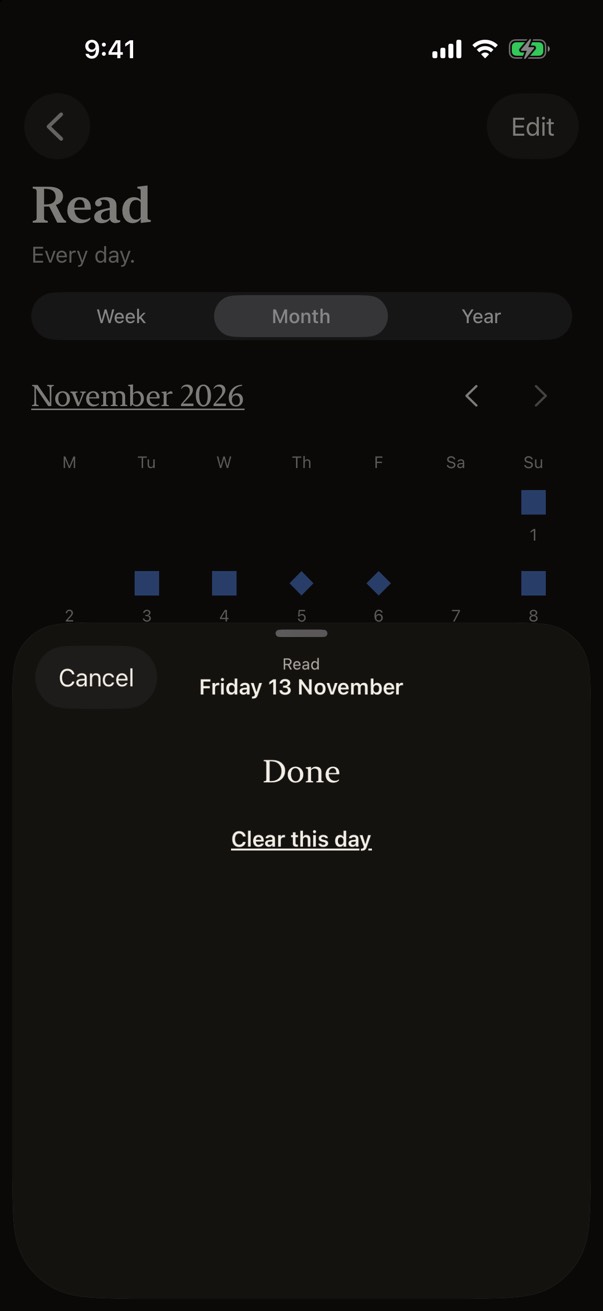 9:41
Edit
Read
Every day.
Week Month Year
November 2026
M Tu W Th F Sa Su
1
2 3 4 5 6 7 8
Cancel
Read
Friday 13 November
Done
Clear this day